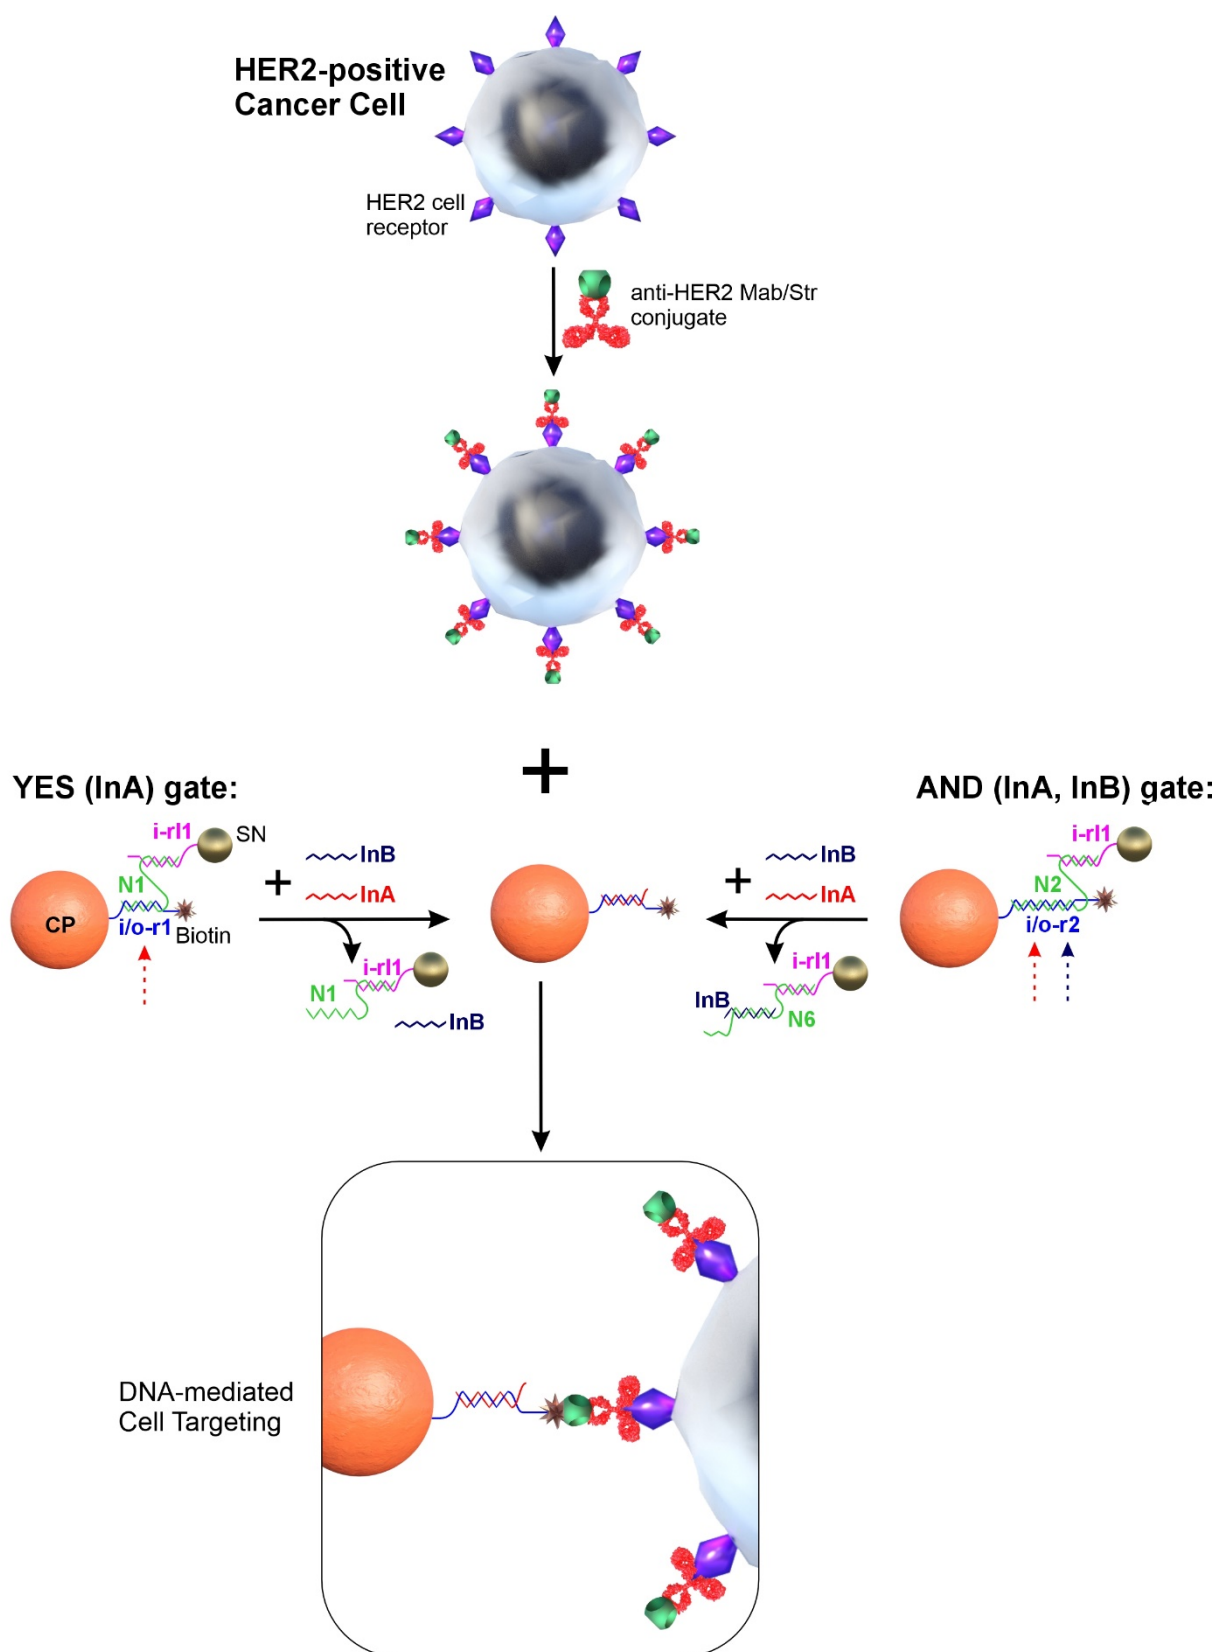 HER2-positive
Cancer Cell
HER2 cell
receptor
anti-HER2 Mab/Str
conjugate
YES (InA) gate:
AND (InA, InB) gate:
i-rl1
SN
N1
CP
i/o-r1
Biotin
InB
InA
i-rl1
N1
InB
InB
InA
i-rl1
N2
i/o-r2
i-rl1
InB
N6
DNA-mediated
Cell Targeting